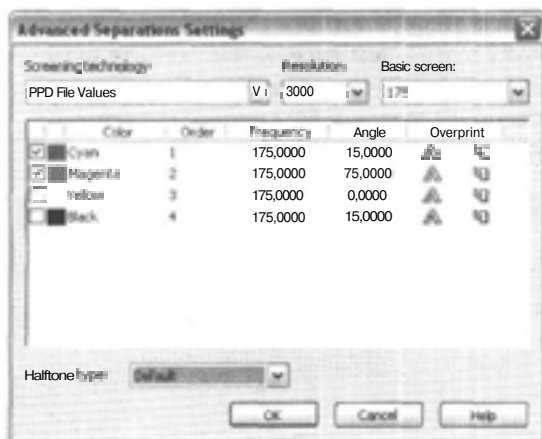 Advanced Separations Settings
Screening technology: Resolution: Basic screen:
PPD File Values 3000 175
Color Order Frequency Angle Overprint
Cyan 1 175,0000 15,0000
Magenta 2 175,0000 75,0000
Yellow 3 175,0000 0,0000
Black 4 175,0000 15,0000
Halftone type: Default
OK Cancel Help